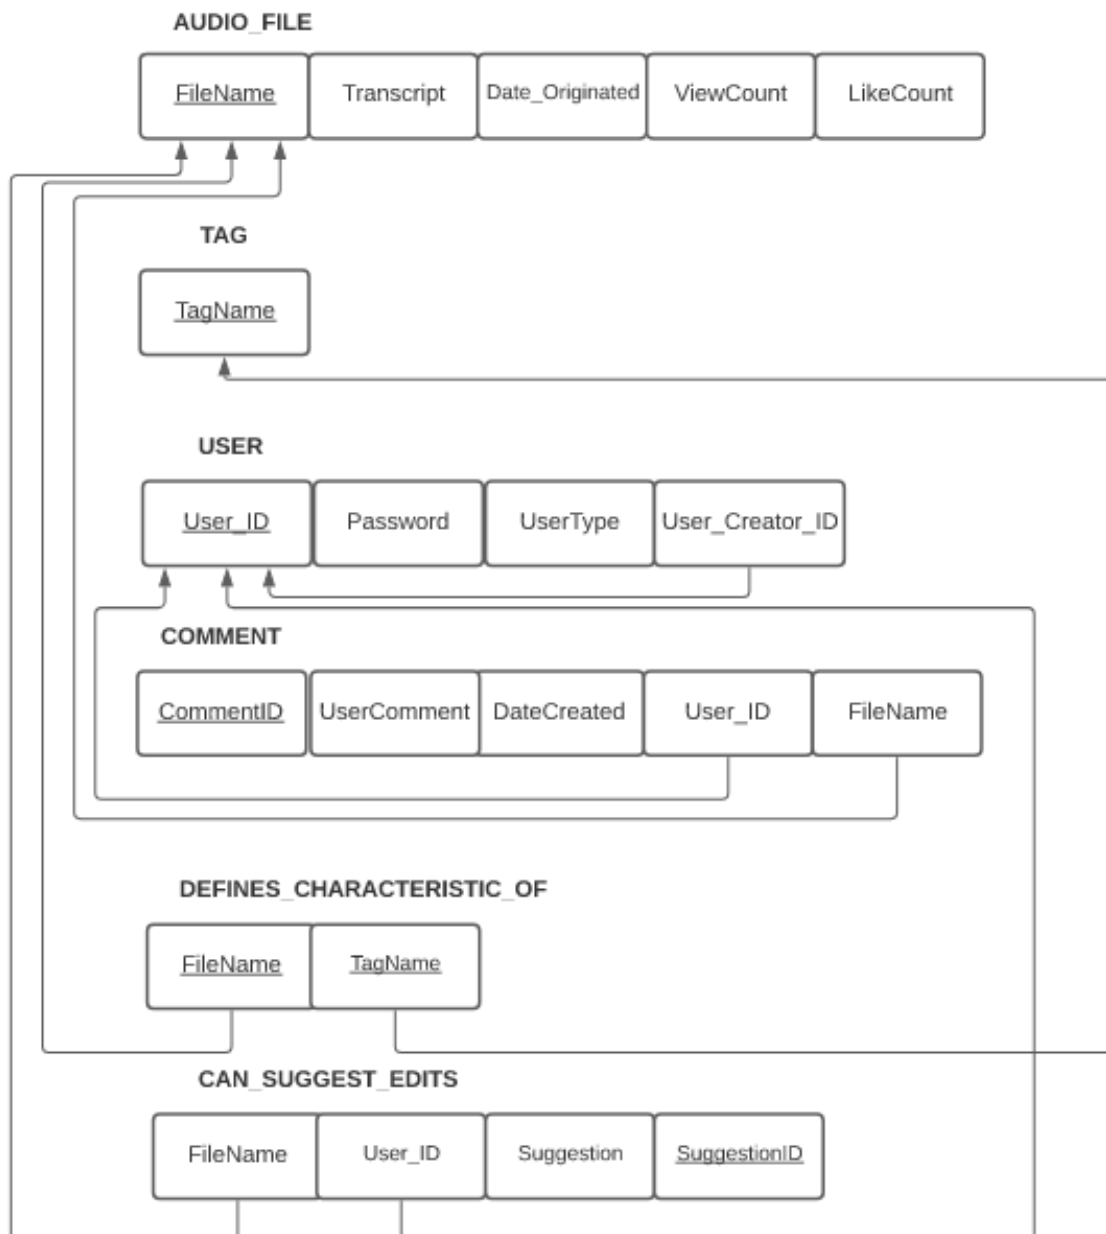 AUDIO_FILE
FileName Transcript Date_Originated ViewCount LikeCount
TAG
TagName
USER
User_ID Password UserType User_Creator_ID
COMMENT
CommentID UserComment DateCreated User_ID FileName
DEFINES_CHARACTERISTIC_OF
FileName TagName
CAN_SUGGEST_EDITS
FileName User_ID Suggestion SuggestionID